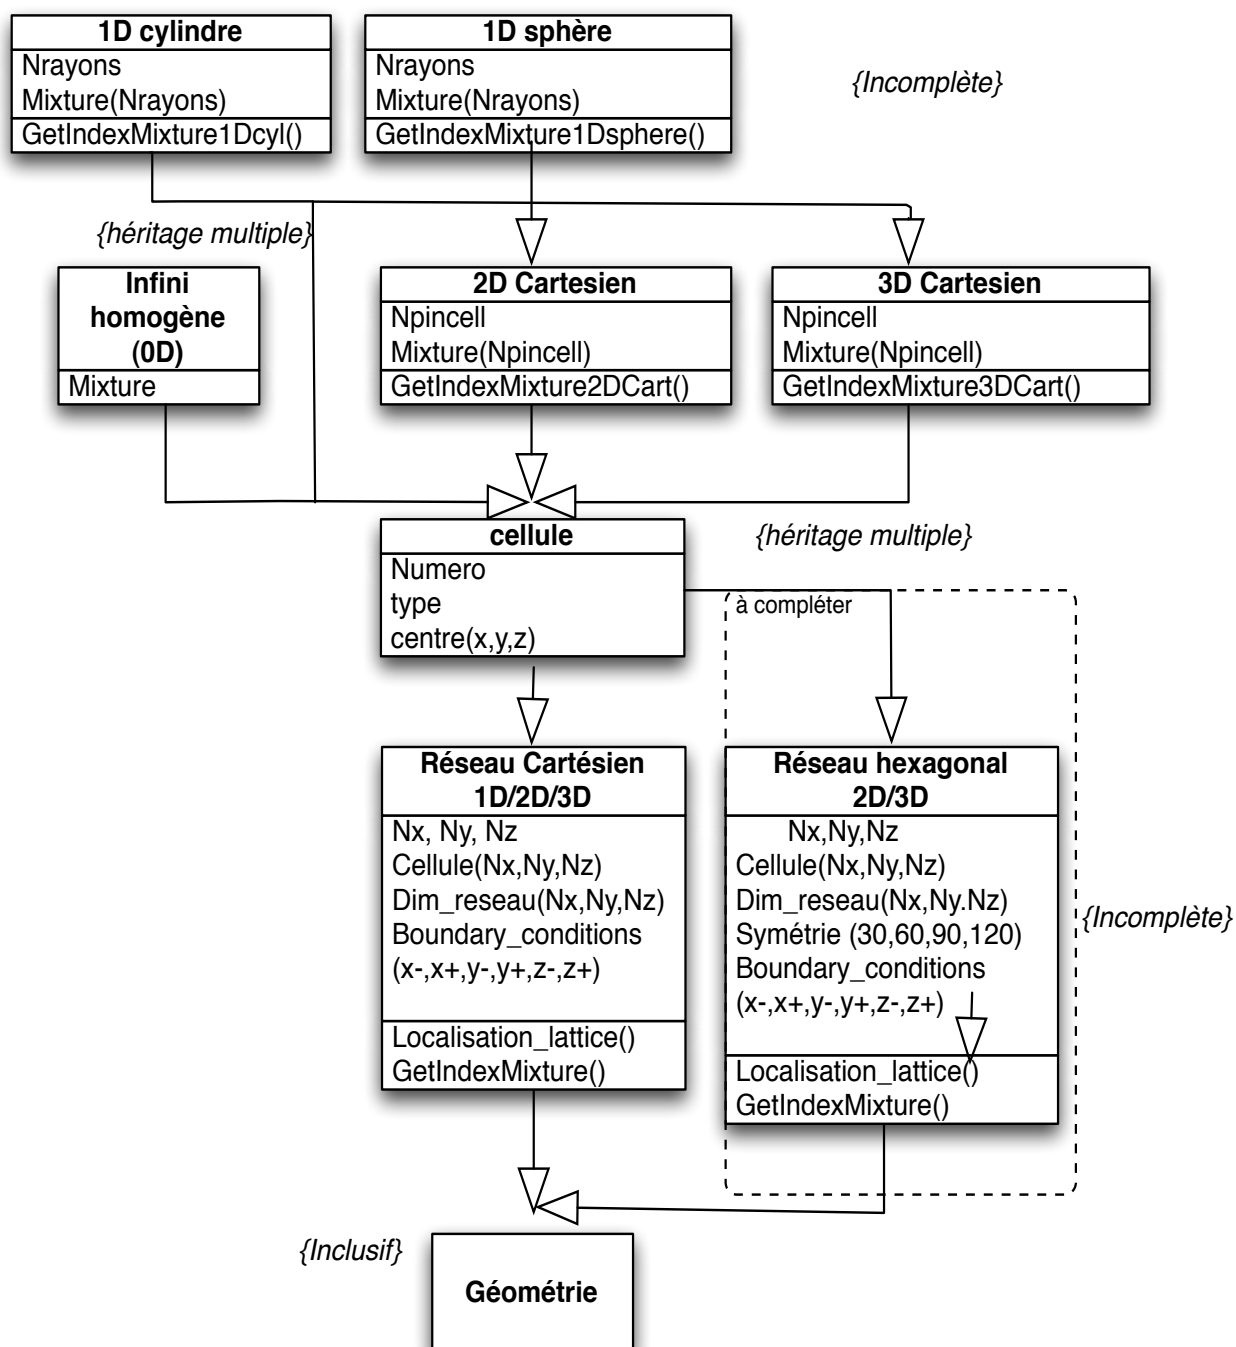 1D cylindre
Nrayons
Mixture(Nrayons)
GetIndexMixture1Dcyl()
1D sphère
Nrayons
Mixture(Nrayons)
GetIndexMixture1Dsphere()
{Incomplète}
{héritage multiple}
Infini
homogène
(0D)
Mixture
2D Cartesien
Npincell
Mixture(Npincell)
GetIndexMixture2DCart()
3D Cartesien
Npincell
Mixture(Npincell)
GetIndexMixture3DCart()
cellule
Numero
type
centre(x,y,z)
{héritage multiple}
à compléter
Réseau Cartésien
1D/2D/3D
Nx, Ny, Nz
Cellule(Nx,Ny,Nz)
Dim_reseau(Nx,Ny,Nz)
Boundary_conditions
(x-,x+,y-,y+,z-,z+)
Localisation_lattice()
GetIndexMixture()
Réseau hexagonal
2D/3D
Nx,Ny,Nz
Cellule(Nx,Ny,Nz)
Dim_reseau(Nx,Ny.Nz)
Symétrie (30,60,90,120)
Boundary_conditions
(x-,x+,y-,y+,z-,z+)
Localisation_lattice()
GetIndexMixture()
{Incomplète}
{Inclusif}
Géométrie